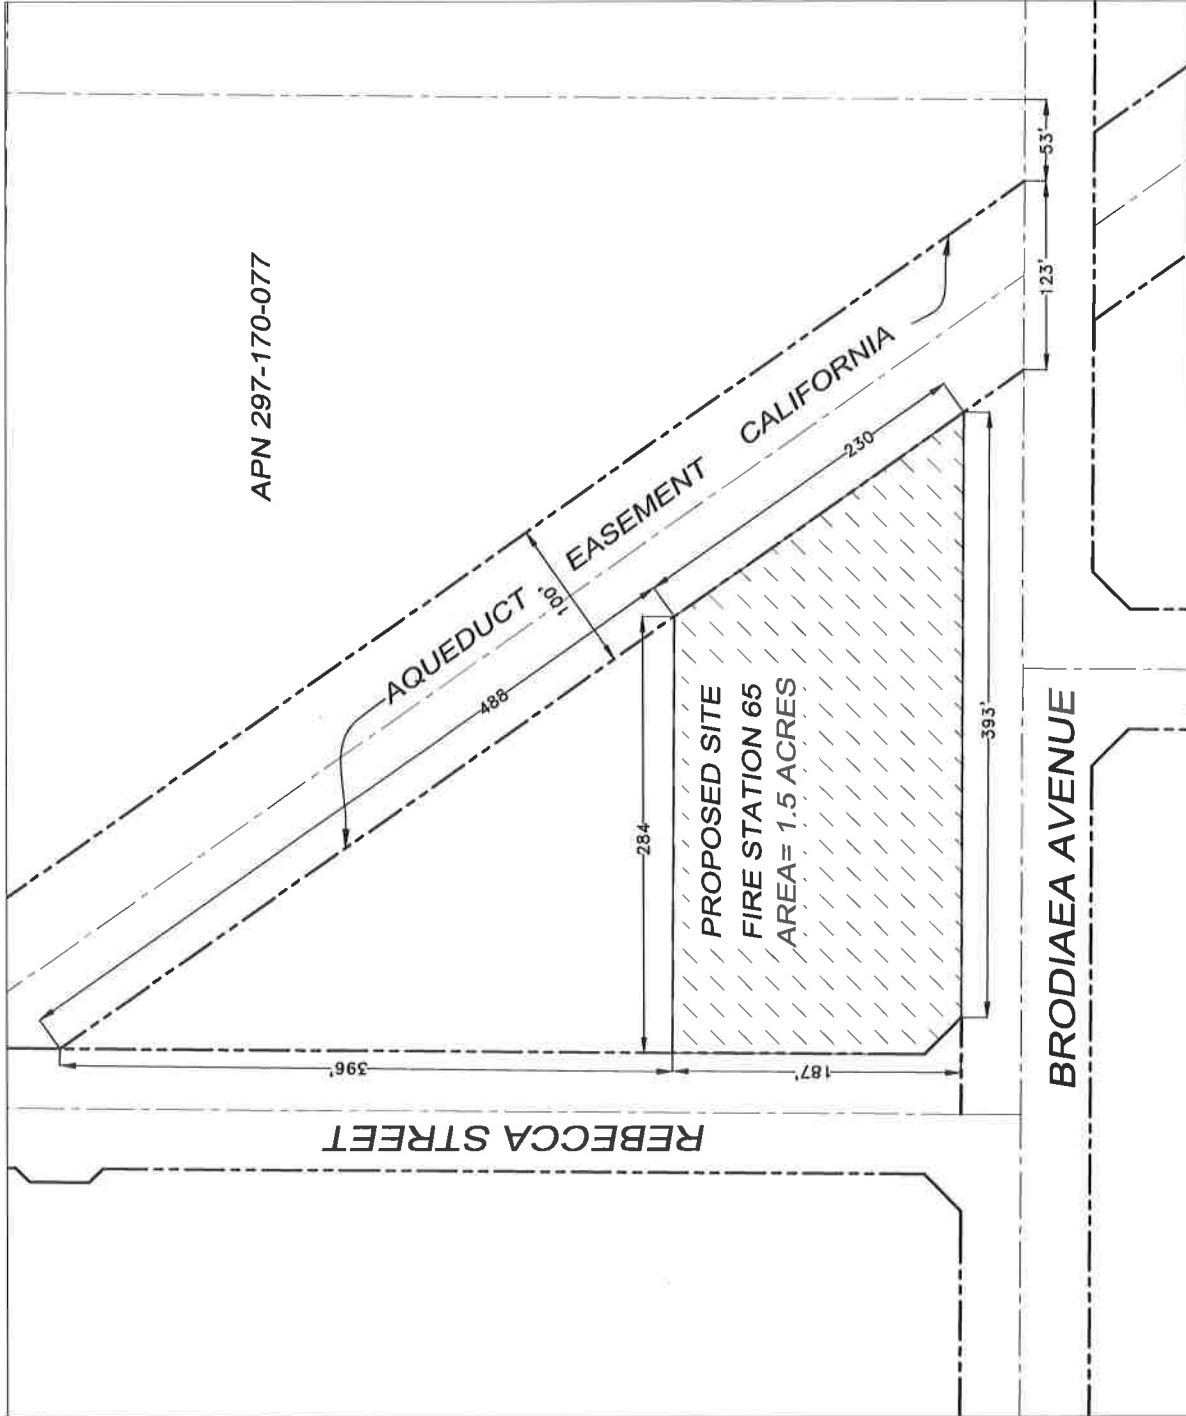 APN 297-170-077
53'
123'
AQUEDUCT EASEMENT CALIFORNIA
100'
230
488
284
PROPOSED SITE
FIRE STATION 65
AREA= 1.5 ACRES
393'
396'
187'
REBECCA STREET
BRODIAEA AVENUE